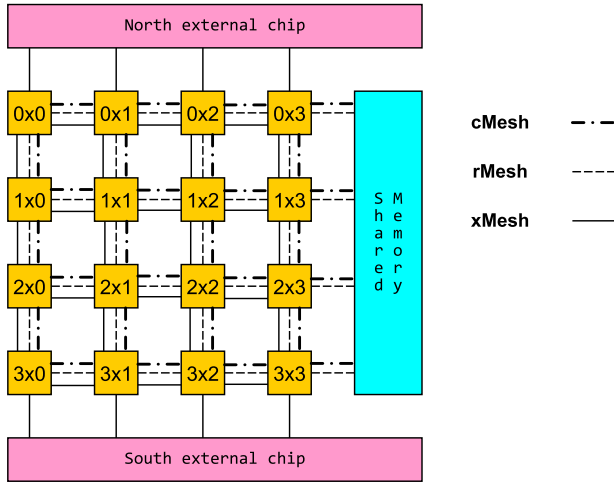 North external chip
0x0 0x1 0x2 0x3
cMesh
rMesh
1x0 1x1 1x2 1x3
xMesh
Shared
Memory
2x0 2x1 2x2 2x3
3x0 3x1 3x2 3x3
South external chip